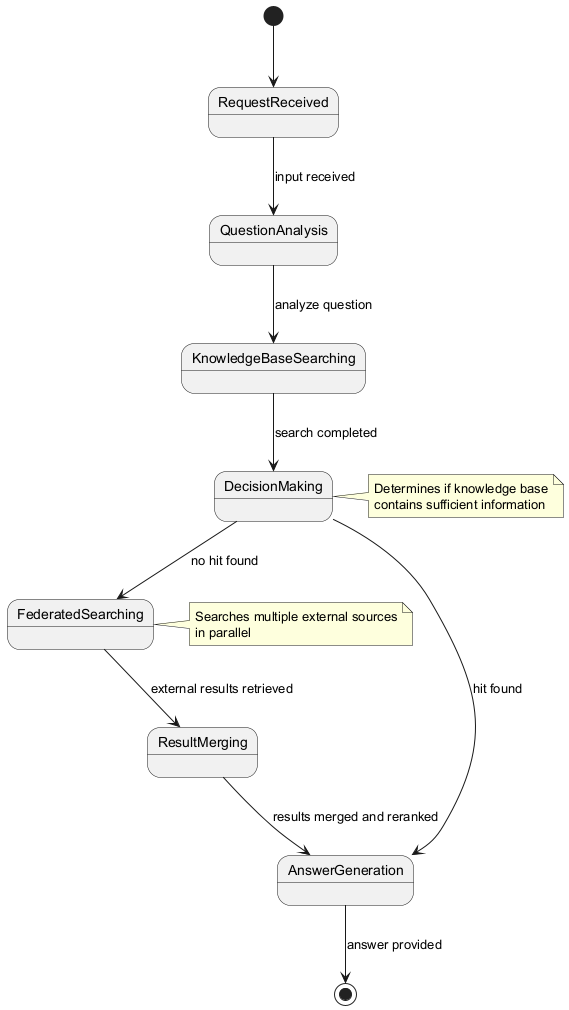 RequestReceived
input received
QuestionAnalysis
analyze question
KnowledgeBaseSearching
search completed
DecisionMaking
Determines if knowledge base
contains sufficient information
no hit found
FederatedSearching
Searches multiple external sources
in parallel
hit found
external results retrieved
ResultMerging
results merged and reranked
AnswerGeneration
answer provided